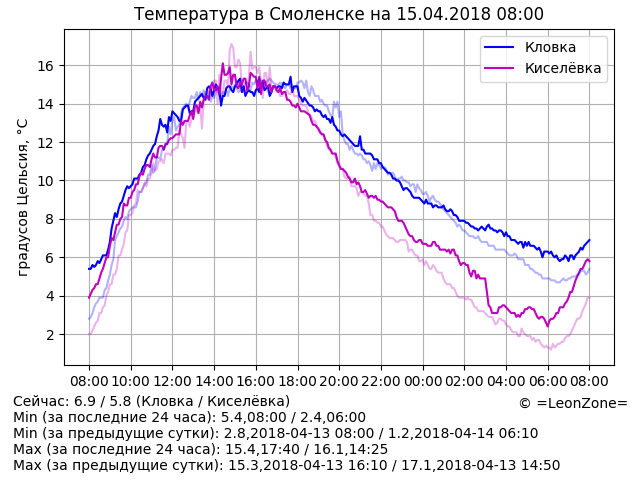 Температура в Смоленске на 15.04.2018 08:00
Кловка
Киселёвка
градусов Цельсия, °C
16
14
12
10
8
6
4
2
08:00 10:00 12:00 14:00 16:00 18:00 20:00 22:00 00:00 02:00 04:00 06:00 08:00
Сейчас: 6.9 / 5.8 (Кловка / Киселёвка)
© =LeonZone=
Min (за последние 24 часа): 5.4,08:00 / 2.4,06:00
Min (за предыдущие сутки): 2.8,2018-04-13 08:00 / 1.2,2018-04-14 06:10
Max (за последние 24 часа): 15.4,17:40 / 16.1,14:25
Max (за предыдущие сутки): 15.3,2018-04-13 16:10 / 17.1,2018-04-13 14:50